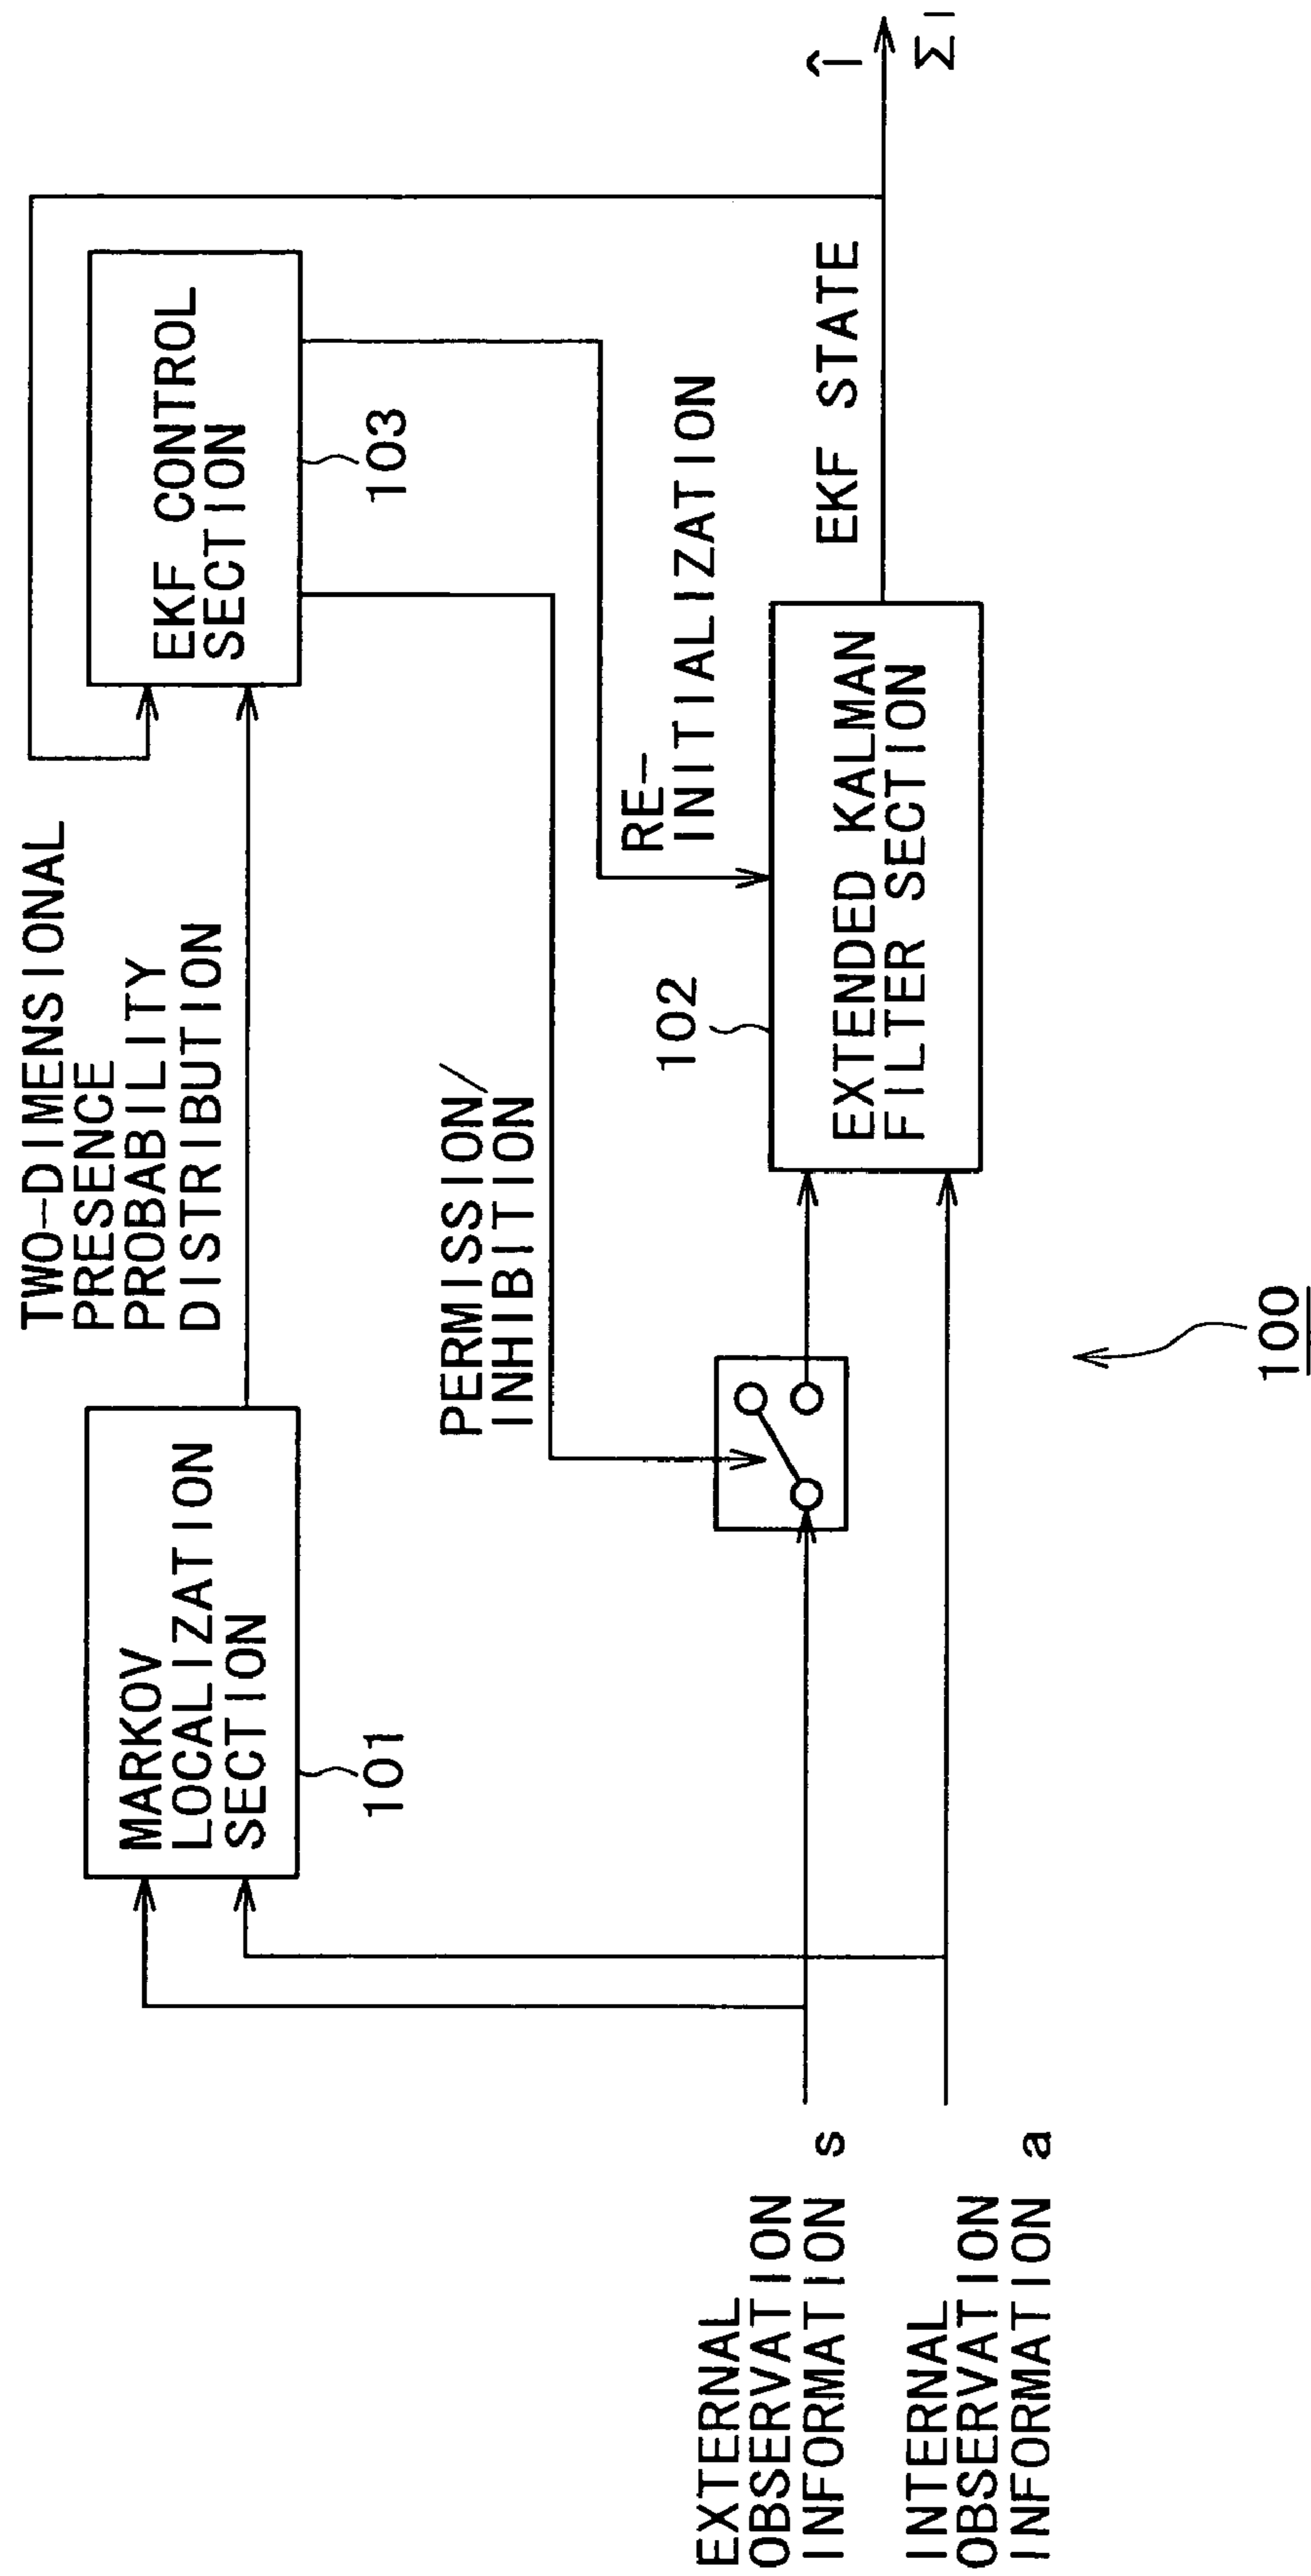 TWO-DIMENSIONAL
PRESENCE
PROBABILITY
DISTRIBUTION
MARKOV
LOCALIZATION
SECTION
101
EKF CONTROL
SECTION
103
PERMISSION/
INHIBITION
RE-
INITIALIZATION
102
EXTENDED KALMAN
FILTER SECTION
EKF STATE
l̂
Σl
EXTERNAL
OBSERVATION
INFORMATION s
INTERNAL
OBSERVATION
INFORMATION a
100